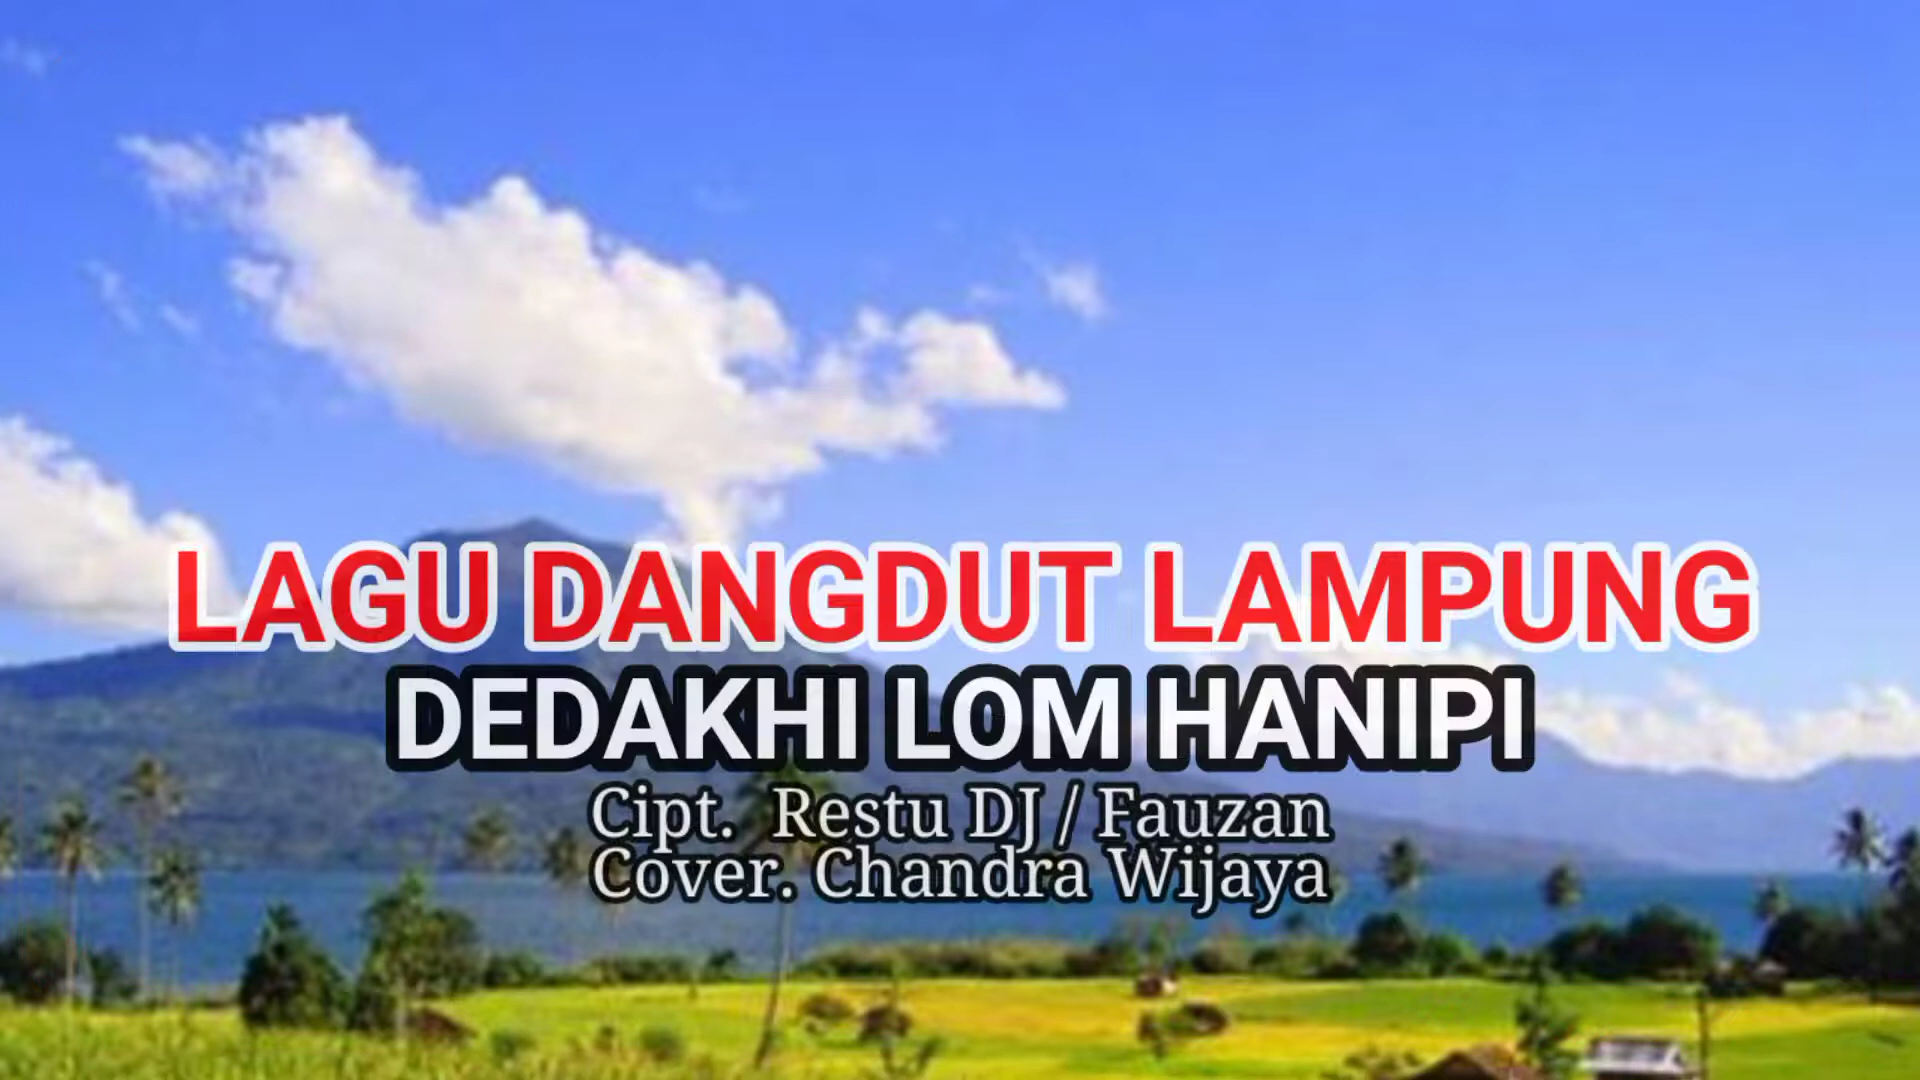 LAGU DANGDUT LAMPUNG
DEDAKHI LOM HANIPI
Cipt. Restu DJ / Fauzan
Cover. Chandra Wijaya